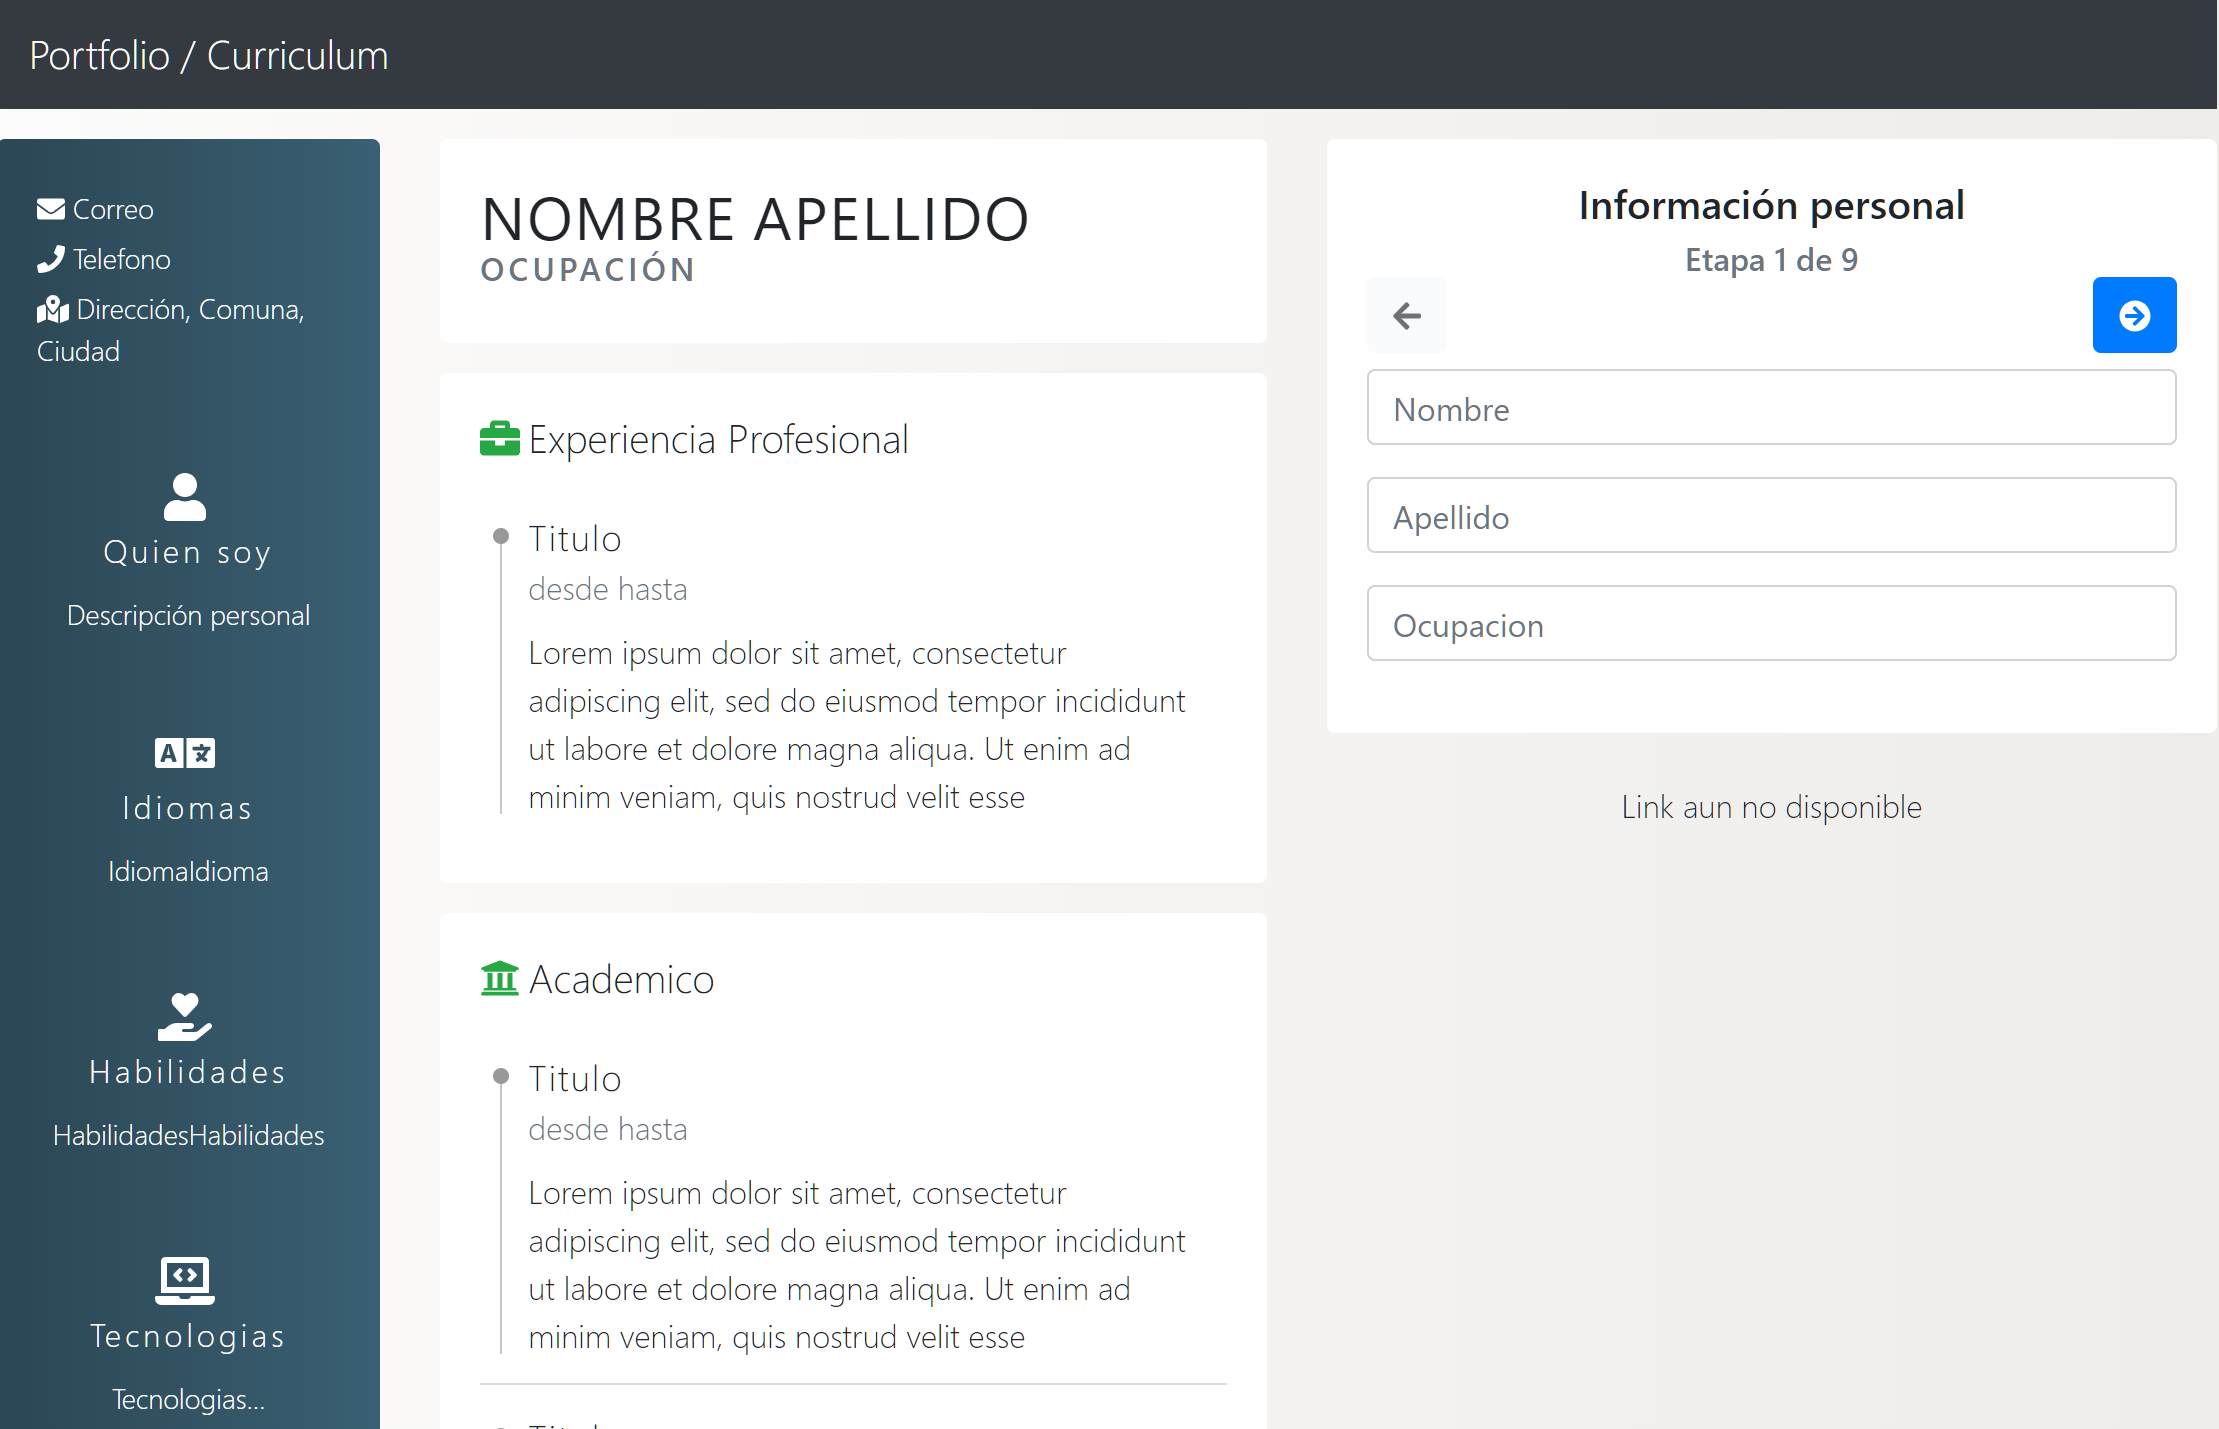 Portfolio / Curriculum
Correo
Telefono
Dirección, Comuna,
Ciudad
Quien soy
Descripción personal
Idiomas
IdiomaIdioma
Habilidades
HabilidadesHabilidades
Tecnologias
Tecnologias...
NOMBRE APELLIDO
OCUPACIÓN
Experiencia Profesional
Titulo
desde hasta
Lorem ipsum dolor sit amet, consectetur
adipiscing elit, sed do eiusmod tempor incididunt
ut labore et dolore magna aliqua. Ut enim ad
minim veniam, quis nostrud velit esse
Academico
Titulo
desde hasta
Lorem ipsum dolor sit amet, consectetur
adipiscing elit, sed do eiusmod tempor incididunt
ut labore et dolore magna aliqua. Ut enim ad
minim veniam, quis nostrud velit esse
Información personal
Etapa 1 de 9
Nombre
Apellido
Ocupacion
Link aun no disponible